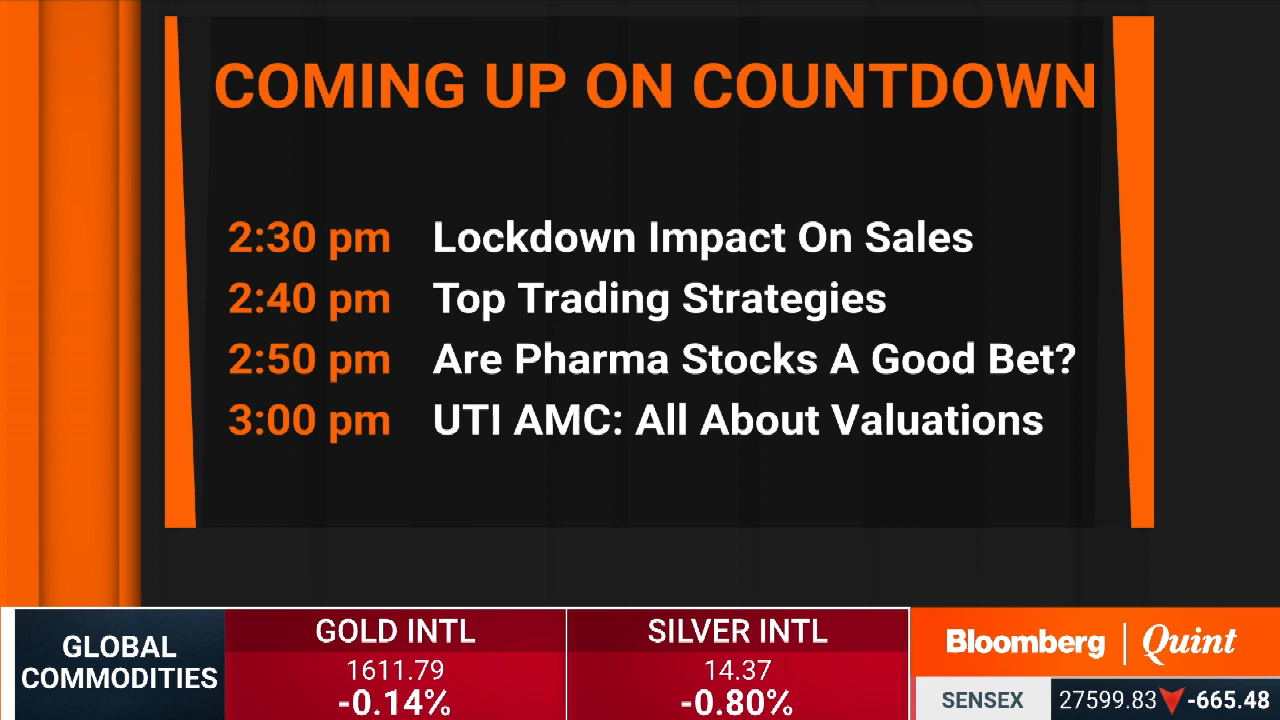 COMING UP ON COUNTDOWN
2:30 pm Lockdown Impact On Sales
2:40 pm Top Trading Strategies
2:50 pm Are Pharma Stocks A Good Bet?
3:00 pm UTI AMC: All About Valuations
GLOBAL
COMMODITIES
GOLD INTL
1611.79
-0.14%
SILVER INTL
14.37
-0.80%
Bloomberg | Quint
SENSEX 27599.83 -665.48